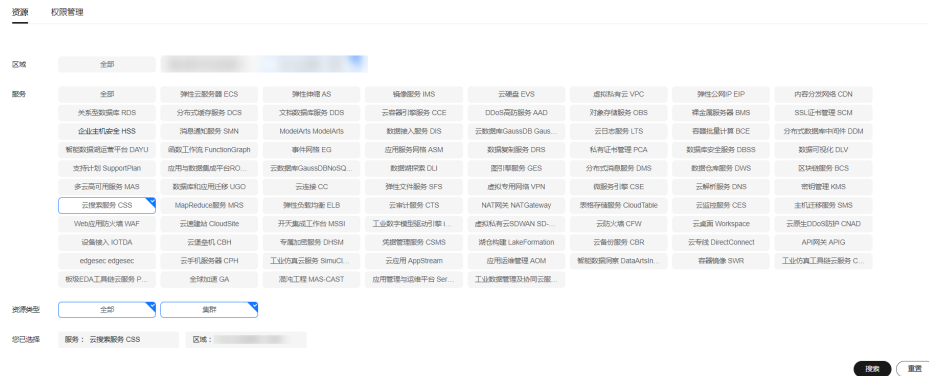 资源 权限管理
区域 全部
服务 全部 弹性云服务器 ECS 弹性伸缩 AS 镜像服务 IMS 云硬盘 EVS 虚拟私有云 VPC 弹性公网IP EIP 内容分发网络 CDN
关系型数据库 RDS 分布式缓存服务 DCS 文档数据库服务 DDS 云容器引擎服务 CCE DDoS高防服务 AAD 对象存储服务 OBS 裸金属服务器 BMS SSL证书管理 SCM
企业主机安全 HSS 消息通知服务 SMN ModelArts ModelArts 数据接入服务 DIS 云数据库GaussDB Gaus... 云日志服务 LTS 容器批量计算 BCE 分布式数据库中间件 DDM
智能数据湖运营平台 DAYU 函数工作流 FunctionGraph 事件网格 EG 应用服务网格 ASM 数据复制服务 DRS 私有证书管理 PCA 数据库安全服务 DBSS 数据可视化 DLV
支持计划 SupportPlan 应用与数据集成平台RO... 云数据库GaussDBNoSQ... 数据湖探索 DLI 图引擎服务 GES 分布式消息服务 DMS 数据仓库服务 DWS 区块链服务 BCS
多云高可用服务 MAS 数据库和应用迁移 UGO 云连接 CC 弹性文件服务 SFS 虚拟专用网络 VPN 微服务引擎 CSE 云解析服务 DNS 密钥管理 KMS
云搜索服务 CSS MapReduce服务 MRS 弹性负载均衡 ELB 云审计服务 CTS NAT网关 NATGateway 表格存储服务 CloudTable 云监控服务 CES 主机迁移服务 SMS
Web应用防火墙 WAF 云速建站 CloudSite 开天集成工作台 MSSI 工业数字模型驱动引擎 I... 虚拟私有云SDWAN SD-... 云防火墙 CFW 云桌面 Workspace 云原生DDoS防护 CNAD
设备接入 IOTDA 云堡垒机 CBH 专属加密服务 DHSM 凭据管理服务 CSMS 湖仓构建 LakeFormation 云备份服务 CBR 云专线 DirectConnect API网关 APIG
edgesec edgesec 云手机服务器 CPH 工业仿真云服务 SimuCl... 云应用 AppStream 应用运维管理 AOM 智能数据洞察 DataArtsIn... 容器镜像 SWR 工业仿真工具链云服务 C...
板级EDA工具链云服务 P... 全球加速 GA 混沌工程 MAS-CAST 应用管理与运维平台 Ser... 工业数据管理及协同云服...
资源类型 全部 集群
您已选择 服务： 云搜索服务 CSS 区域：
搜索 重置